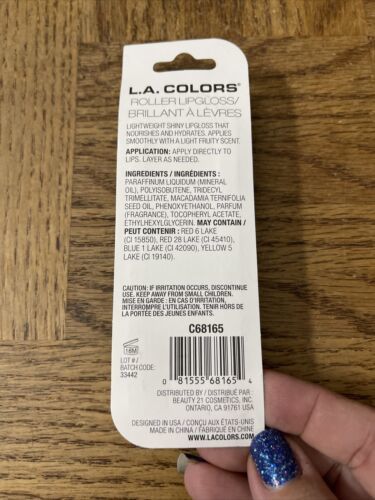 L.A. COLORS®
ROLLER LIPGLOSS/
BRILLANT À LÈVRES
LIGHTWEIGHT SHINY LIPGLOSS THAT
NOURISHES AND HYDRATES. APPLIES
SMOOTHLY WITH A LIGHT FRUITY SCENT.
APPLICATION: APPLY DIRECTLY TO
LIPS. LAYER AS NEEDED.
INGREDIENTS / INGRÉDIENTS :
PARAFFINUM LIQUIDUM (MINERAL
OIL), POLYISOBUTENE, TRIDECYL
TRIMELLITATE, MACADAMIA TERNIFOLIA
SEED OIL, PHENOXYETHANOL, PARFUM
(FRAGRANCE), TOCOPHERYL ACETATE,
ETHYLHEXYLGLYCERIN. MAY CONTAIN /
PEUT CONTENIR : RED 6 LAKE
(CI 15850), RED 28 LAKE (CI 45410),
BLUE 1 LAKE (CI 42090), YELLOW 5
LAKE (CI 19140).
CAUTION: IF IRRITATION OCCURS, DISCONTINUE
USE. KEEP AWAY FROM SMALL CHILDREN.
MISE EN GARDE : EN CAS D'IRRITATION,
INTERROMPRE L'UTILISATION. TENIR HORS DE
LA PORTÉE DES JEUNES ENFANTS.
C68165
18M
LOT # /
BATCH CODE:
33442
0 81555 68165 4
DISTRIBUTED BY / DISTRIBUÉ PAR :
BEAUTY 21 COSMETICS, INC.
ONTARIO, CA 91761 USA
DESIGNED IN USA / CONÇU AUX ÉTATS-UNIS
MADE IN CHINA / FABRIQUÉ EN CHINE
WWW.LACOLORS.COM